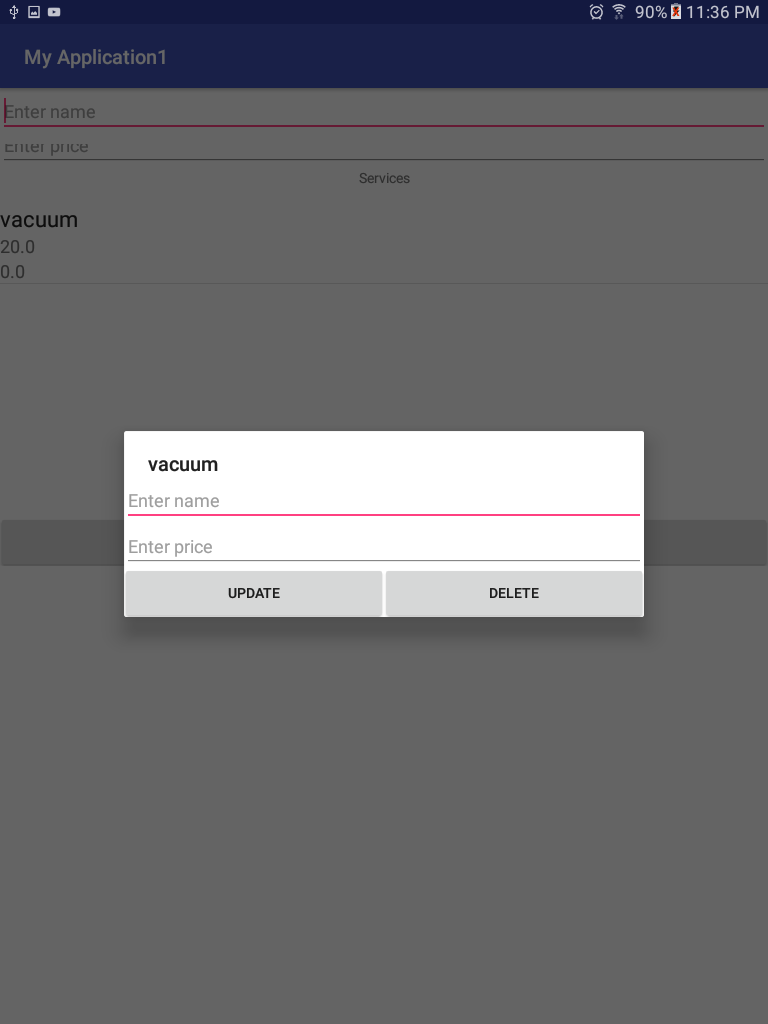 90% 11:36 PM
My Application1
Enter name
Enter price
Services
vacuum
20.0
0.0
vacuum
Enter name
Enter price
UPDATE DELETE